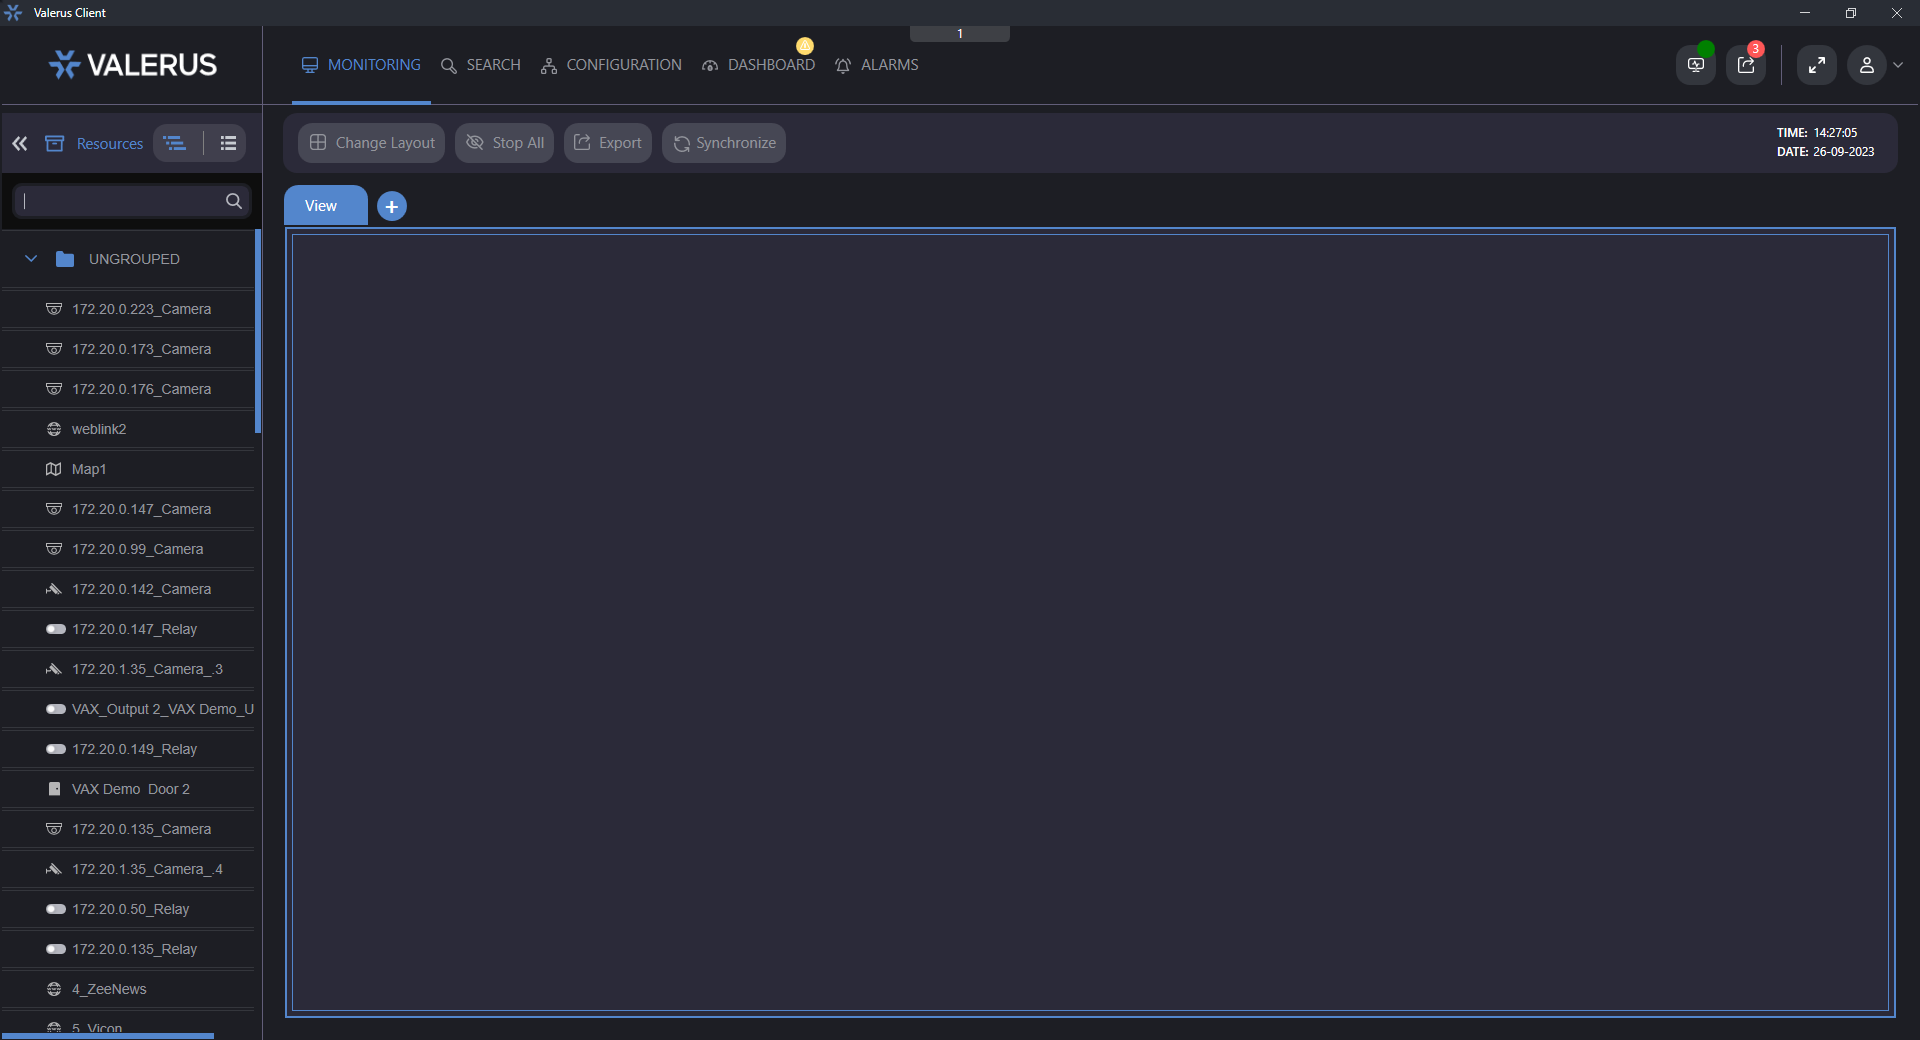 Valerus Client
1
VALERUS
MONITORING
SEARCH
CONFIGURATION
DASHBOARD
ALARMS
3
Resources
Change Layout
Stop All
Export
Synchronize
TIME: 14:27:05
DATE: 26-09-2023
View
UNGROUPED
172.20.0.223_Camera
172.20.0.173_Camera
172.20.0.176_Camera
weblink2
Map1
172.20.0.147_Camera
172.20.0.99_Camera
172.20.0.142_Camera
172.20.0.147_Relay
172.20.1.35_Camera_.3
VAX_Output 2_VAX Demo_U
172.20.0.149_Relay
VAX Demo  Door 2
172.20.0.135_Camera
172.20.1.35_Camera_.4
172.20.0.50_Relay
172.20.0.135_Relay
4_ZeeNews
5_Vicon